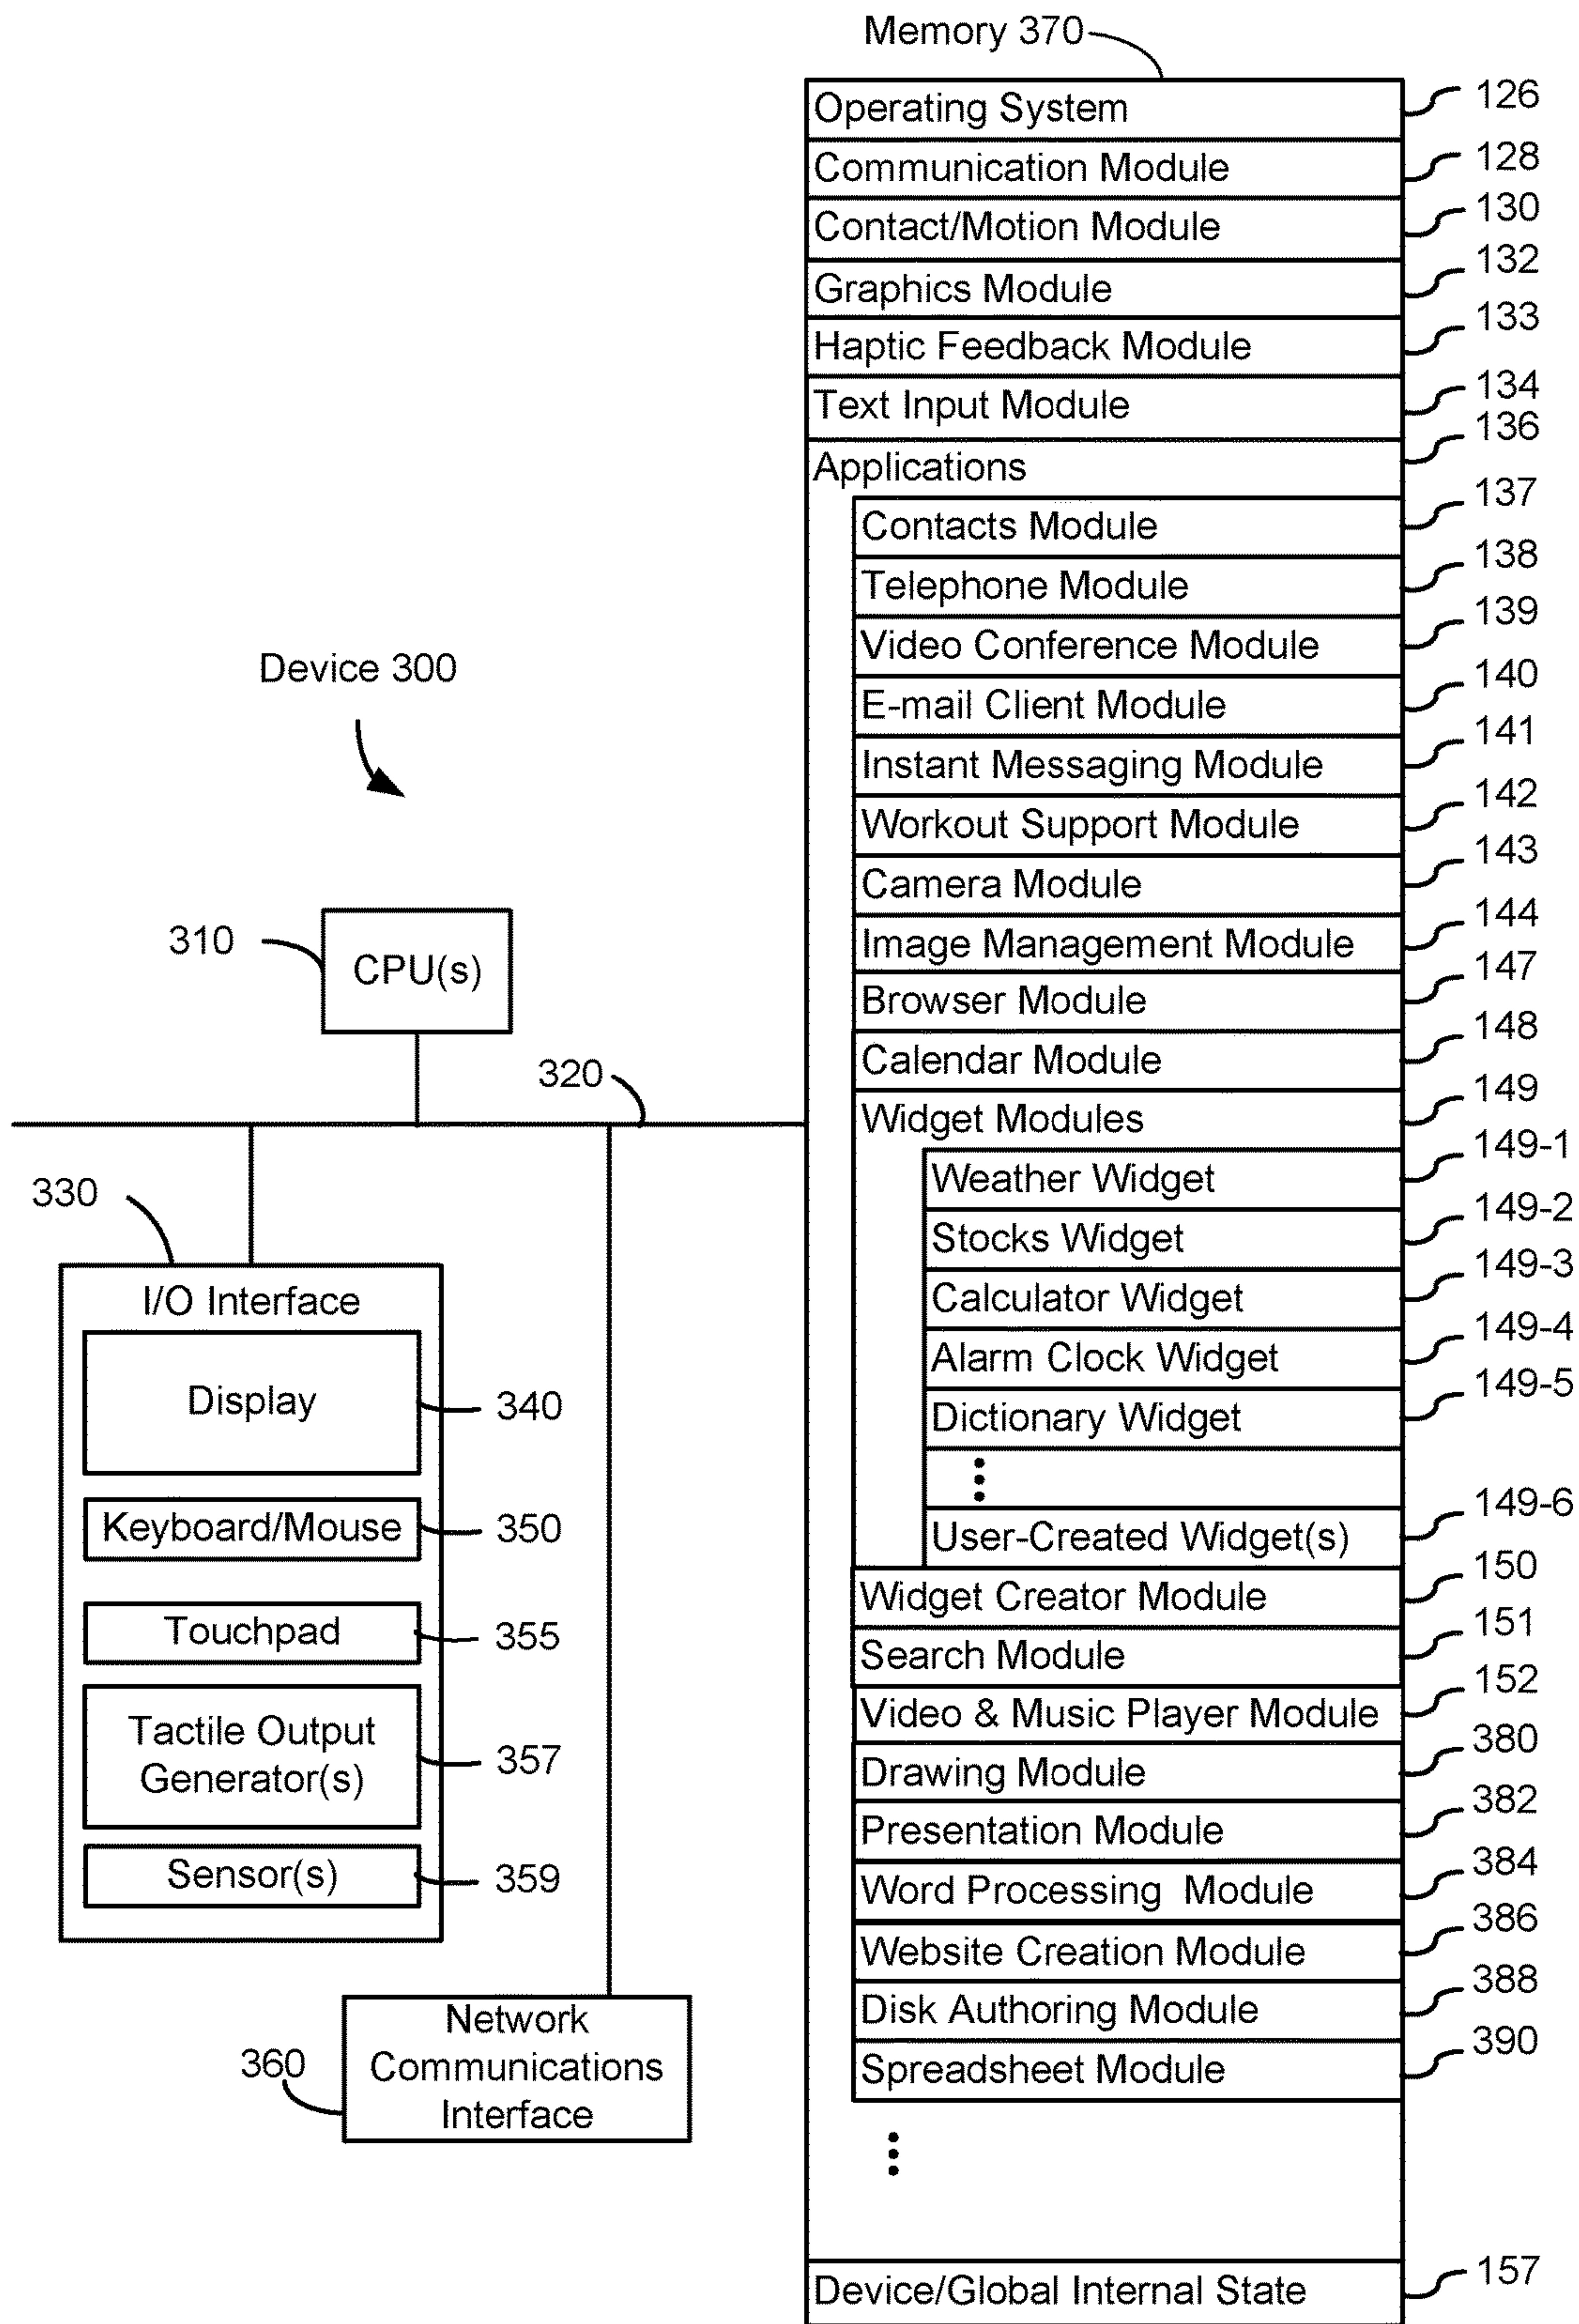 Memory 370
Operating System 126
Communication Module 128
Contact/Motion Module 130
Graphics Module 132
Haptic Feedback Module 133
Text Input Module 134
Applications 136
Contacts Module 137
Telephone Module 138
Video Conference Module 139
E-mail Client Module 140
Instant Messaging Module 141
Workout Support Module 142
Camera Module 143
Image Management Module 144
Browser Module 147
Calendar Module 148
Widget Modules 149
Weather Widget 149-1
Stocks Widget 149-2
Calculator Widget 149-3
Alarm Clock Widget 149-4
Dictionary Widget 149-5
User-Created Widget(s) 149-6
Widget Creator Module 150
Search Module 151
Video & Music Player Module 152
Drawing Module 380
Presentation Module 382
Word Processing Module 384
Website Creation Module 386
Disk Authoring Module 388
Spreadsheet Module 390
Device/Global Internal State 157
Device 300
310
CPU(s)
320
330
I/O Interface
Display 340
Keyboard/Mouse 350
Touchpad 355
Tactile Output
Generator(s) 357
Sensor(s) 359
360
Network
Communications
Interface